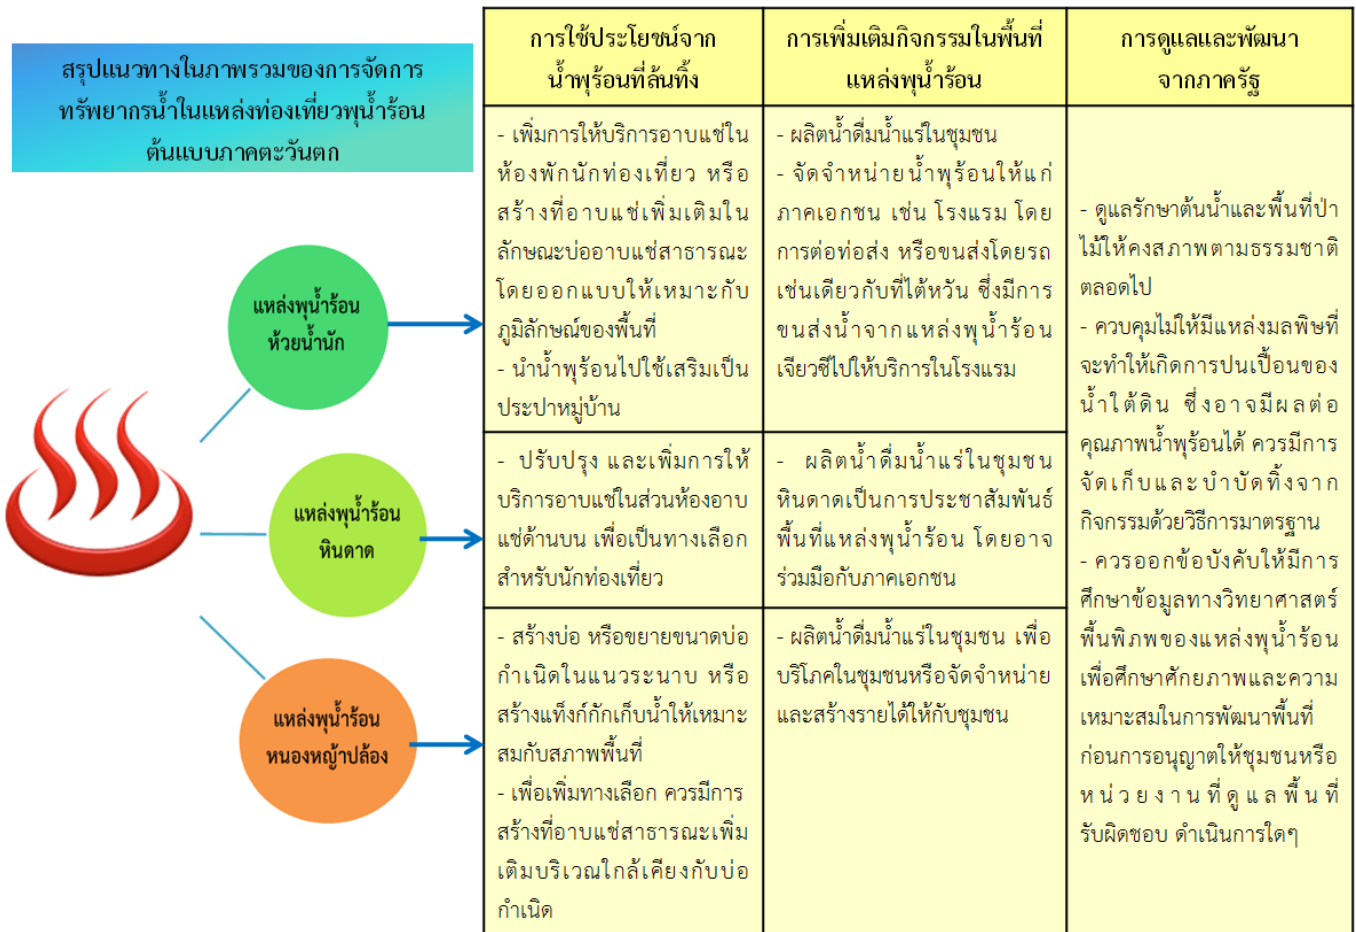 สรุปแนวทางในภาพรวมของการจัดการ
ทรัพยากรน้ำในแหล่งท่องเที่ยวพุน้ำร้อน
ต้นแบบภาคตะวันตก
การใช้ประโยชน์จาก
น้ำพุร้อนที่ล้นทิ้ง
การเพิ่มเติมกิจกรรมในพื้นที่
แหล่งพุน้ำร้อน
การดูแลและพัฒนา
จากภาครัฐ
แหล่งพุน้ำร้อน
ห้วยน้ำนัก
- เพิ่มการให้บริการอาบแช่ใน
ห้องพักนักท่องเที่ยว หรือ
สร้างที่อาบแช่เพิ่มเติมใน
ลักษณะบ่ออาบแช่สาธารณะ
โดยออกแบบให้เหมาะกับ
ภูมิลักษณ์ของพื้นที่
- นำน้ำพุร้อนไปใช้เสริมเป็น
ประปาหมู่บ้าน
- ผลิตน้ำดื่มน้ำแร่ในชุมชน
- จัดจำหน่ายน้ำพุร้อนให้แก่
ภาคเอกชน เช่น โรงแรม โดย
การต่อท่อส่ง หรือขนส่งโดยรถ
เช่นเดียวกับที่ไต้หวัน ซึ่งมีการ
ขนส่งน้ำจากแหล่งพุน้ำร้อน
เจียวซีไปให้บริการในโรงแรม
แหล่งพุน้ำร้อน
หินดาด
- ปรับปรุง และเพิ่มการให้
บริการอาบแช่ในส่วนห้องอาบ
แช่ด้านบน เพื่อเป็นทางเลือก
สำหรับนักท่องเที่ยว
- ผลิตน้ำดื่มน้ำแร่ในชุมชน
หินดาดเป็นการประชาสัมพันธ์
พื้นที่แหล่งพุน้ำร้อน โดยอาจ
ร่วมมือกับภาคเอกชน
แหล่งพุน้ำร้อน
หนองหญ้าปล้อง
- สร้างบ่อ หรือขยายขนาดบ่อ
กำเนิดในแนวระนาบ หรือ
สร้างแท็งก์กักเก็บน้ำให้เหมาะ
สมกับสภาพพื้นที่
- เพื่อเพิ่มทางเลือก ควรมีการ
สร้างที่อาบแช่สาธารณะเพิ่ม
เติมบริเวณใกล้เคียงกับบ่อ
กำเนิด
- ผลิตน้ำดื่มน้ำแร่ในชุมชน เพื่อ
บริโภคในชุมชนหรือจัดจำหน่าย
และสร้างรายได้ให้กับชุมชน
- ดูแลรักษาต้นน้ำและพื้นที่ป่า
ไม้ให้คงสภาพตามธรรมชาติ
ตลอดไป
- ควบคุมไม่ให้มีแหล่งมลพิษที่
จะทำให้เกิดการปนเปื้อนของ
น้ำใต้ดิน ซึ่งอาจมีผลต่อ
คุณภาพน้ำพุร้อนได้ ควรมีการ
จัดเก็บและบำบัดทิ้งจาก
กิจกรรมด้วยวิธีการมาตรฐาน
- ควรออกข้อบังคับให้มีการ
ศึกษาข้อมูลทางวิทยาศาสตร์
พื้นพิภพของแหล่งพุน้ำร้อน
เพื่อศึกษาศักยภาพและความ
เหมาะสมในการพัฒนาพื้นที่
ก่อนการอนุญาตให้ชุมชนหรือ
หน่วยงานที่ดูแลพื้นที่
รับผิดชอบ ดำเนินการใดๆ